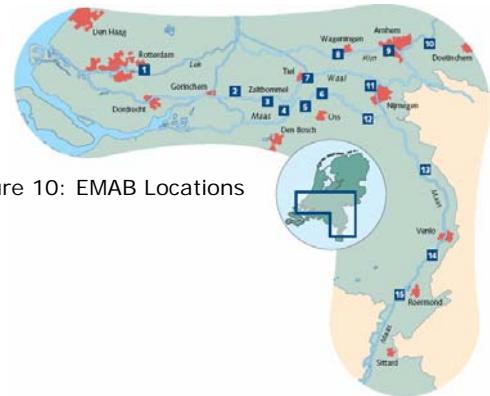 Den Haag
Rotterdam
1
Lek
Gorinchem
Dordrecht
2
Zaltbommel
3
4
Maas
Den Bosch
Tiel
7
Waal
6
5
Oss
Wageningen
8
Arnhem
9
10
Rijn
Doetinchem
11
Nijmegen
12
13
Maas
Venlo
14
15
Roermond
Maas
Sittard
ure 10: EMAB Locations